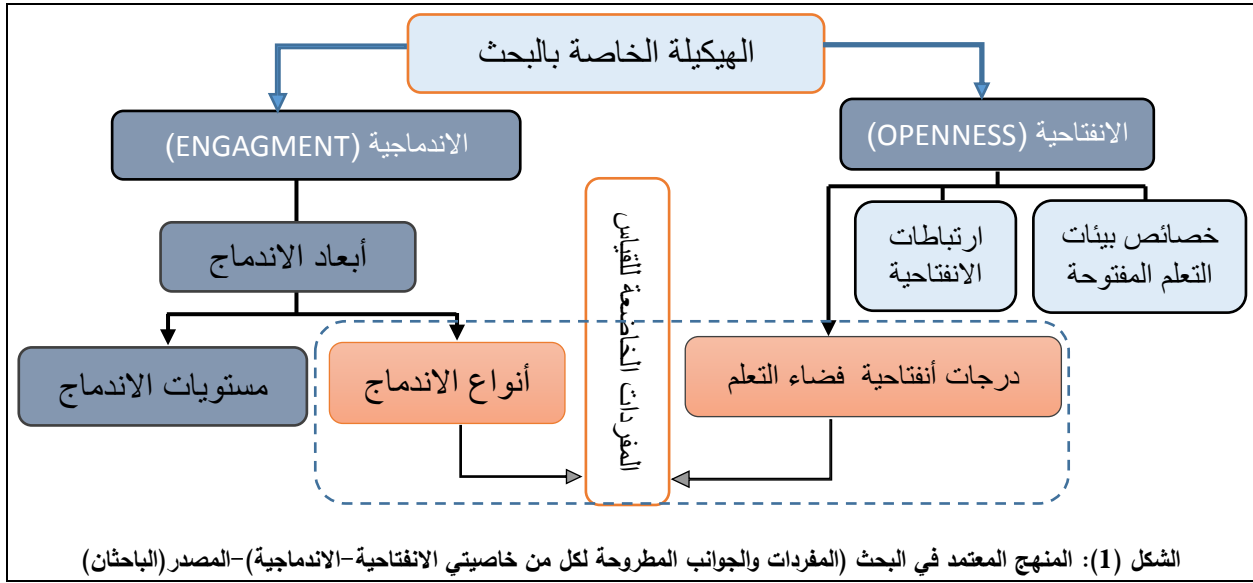 الهيكيلة الخاصة بالبحث
الانفتاحية (OPENNESS)
الاندماجية (ENGAGMENT)
خصائص بيئات
التعلم المفتوحة
ارتباطات
الانفتاحية
أبعاد الاندماج
المفردات الخاضعة للقياس
درجات أنفتاحية فضاء التعلم
أنواع الاندماج
مستويات الاندماج
الشكل (1): المنهج المعتمد في البحث (المفردات والجوانب المطروحة لكل من خاصيتي الانفتاحية-الاندماجية)-المصدر(الباحثان)